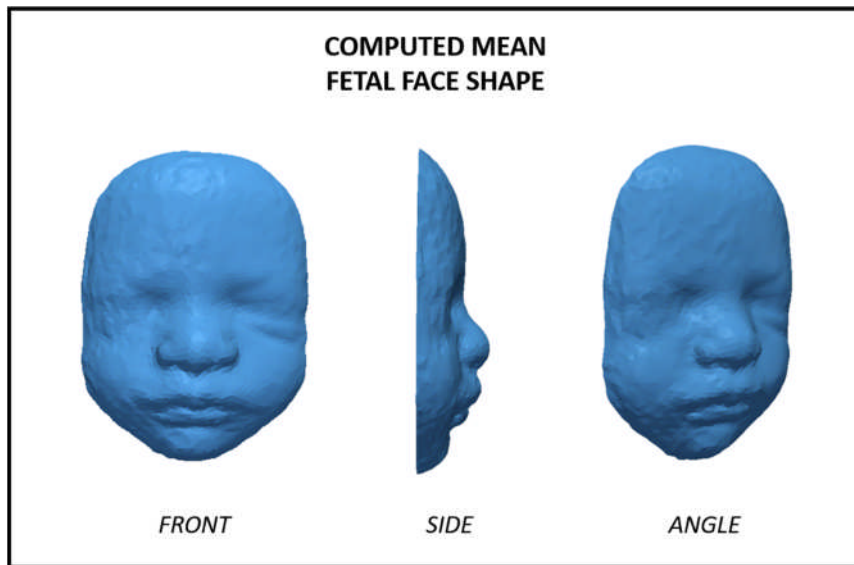 COMPUTED MEAN
FETAL FACE SHAPE
FRONT
SIDE
ANGLE